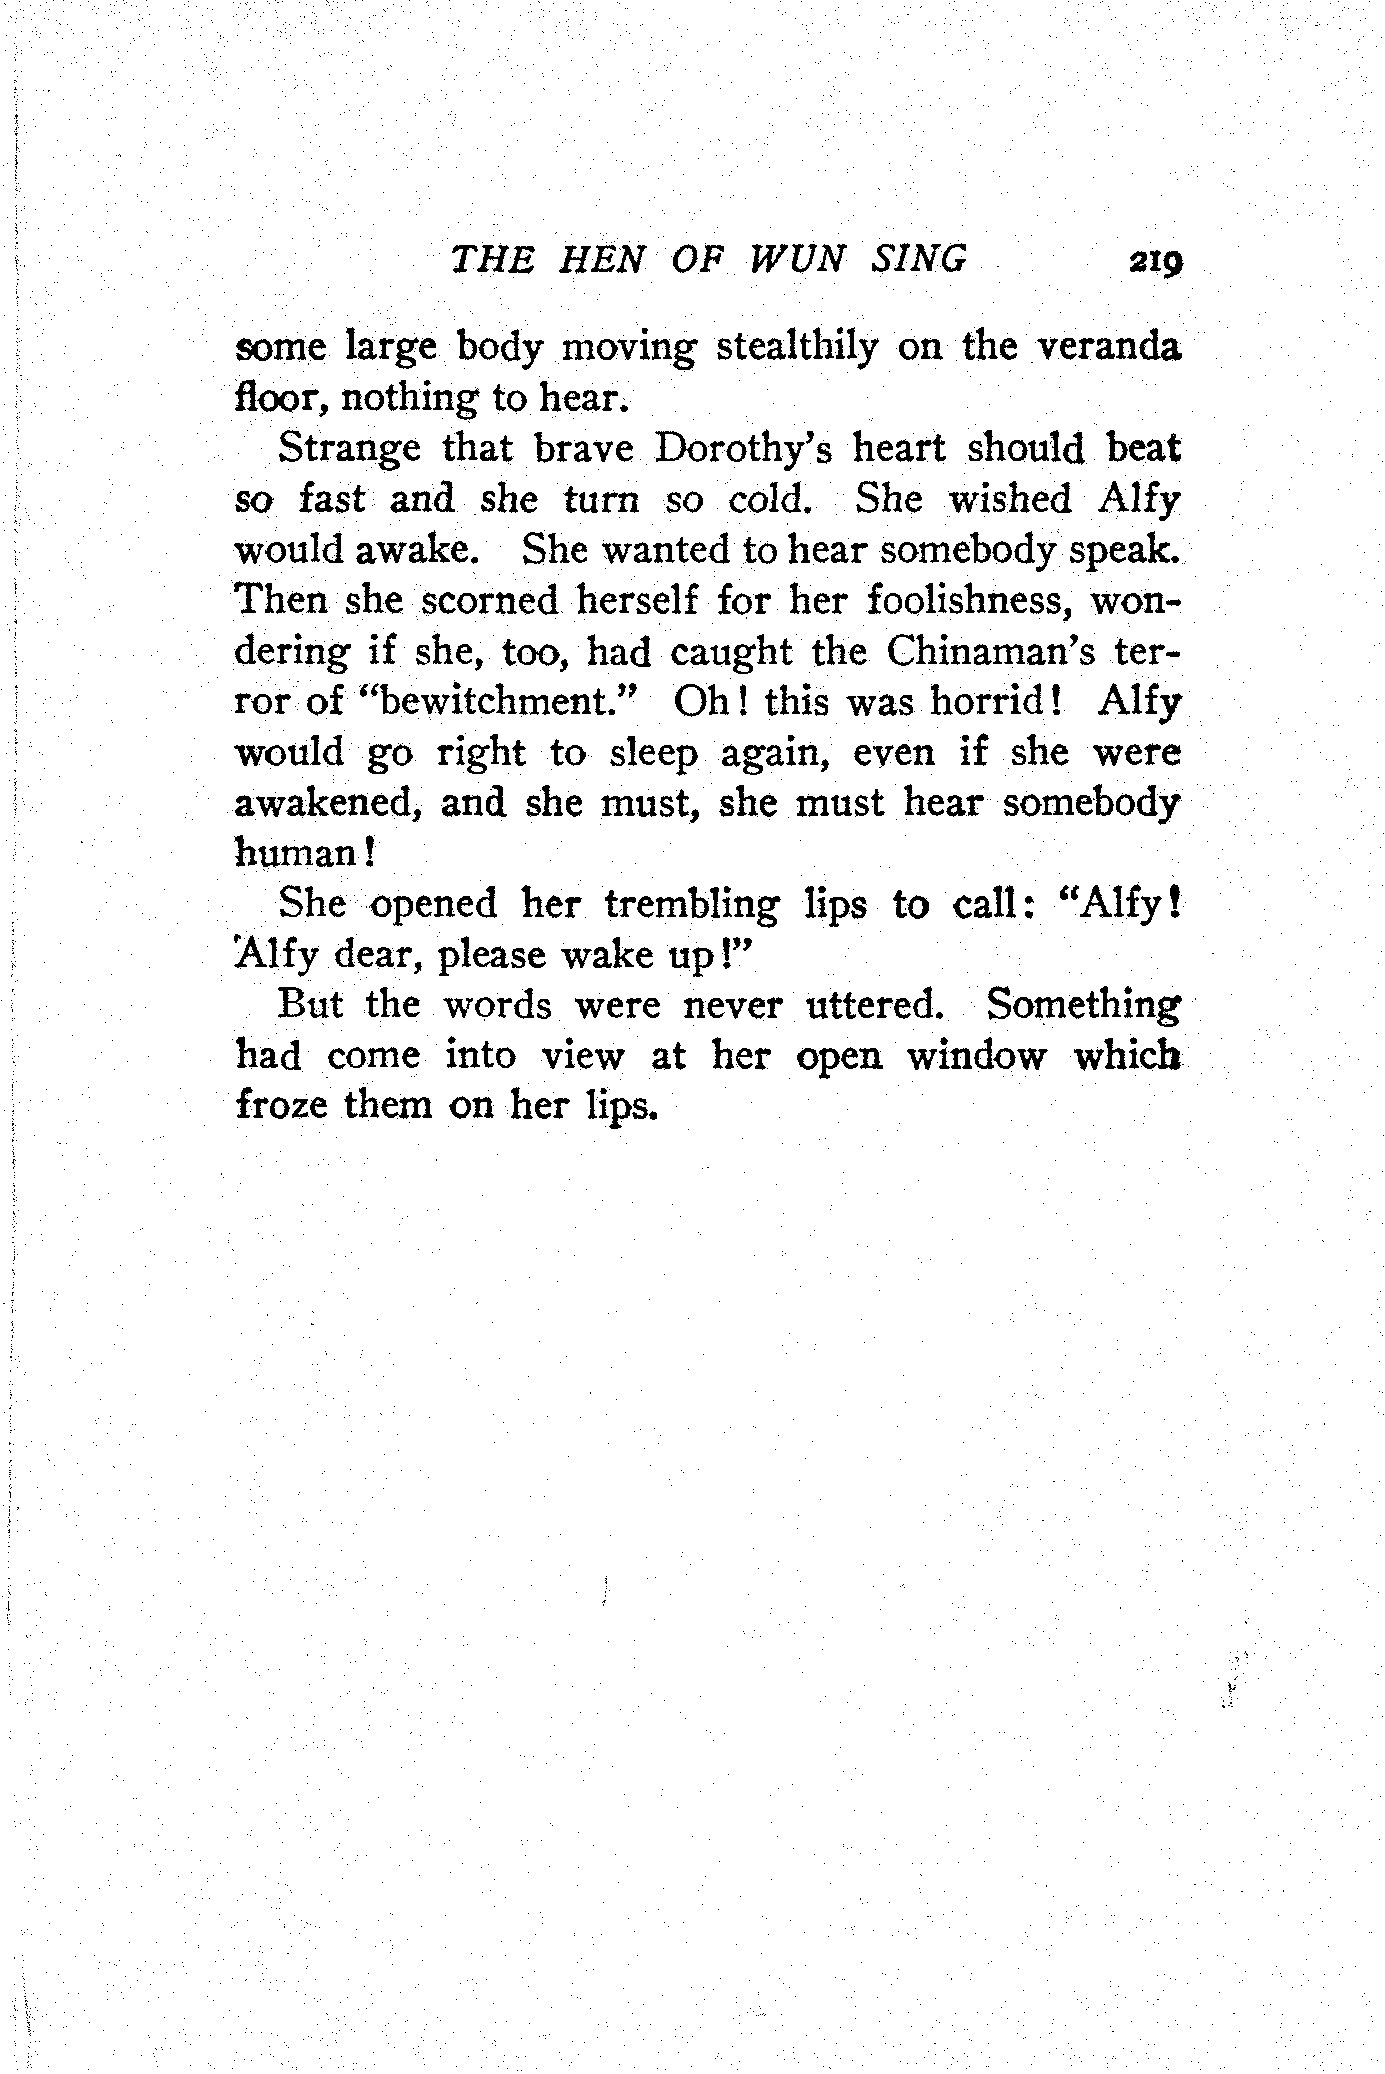 THE HEN OF WUN SING 219
some large body moving stealthily on the veranda
floor, nothing to hear.
Strange that brave Dorothy's heart should beat
so fast and she turn so cold. She wished Alfy
would awake. She wanted to hear somebody speak.
Then she scorned herself for her foolishness, won-
dering if she, too, had caught the Chinaman's ter-
ror of "bewitchment." Oh! this was horrid! Alfy
would go right to sleep again, even if she were
awakened, and she must, she must hear somebody
human!
She opened her trembling lips to call: "Alfy!
Alfy dear, please wake up!"
But the words were never uttered. Something
had come into view at her open window which
froze them on her lips.